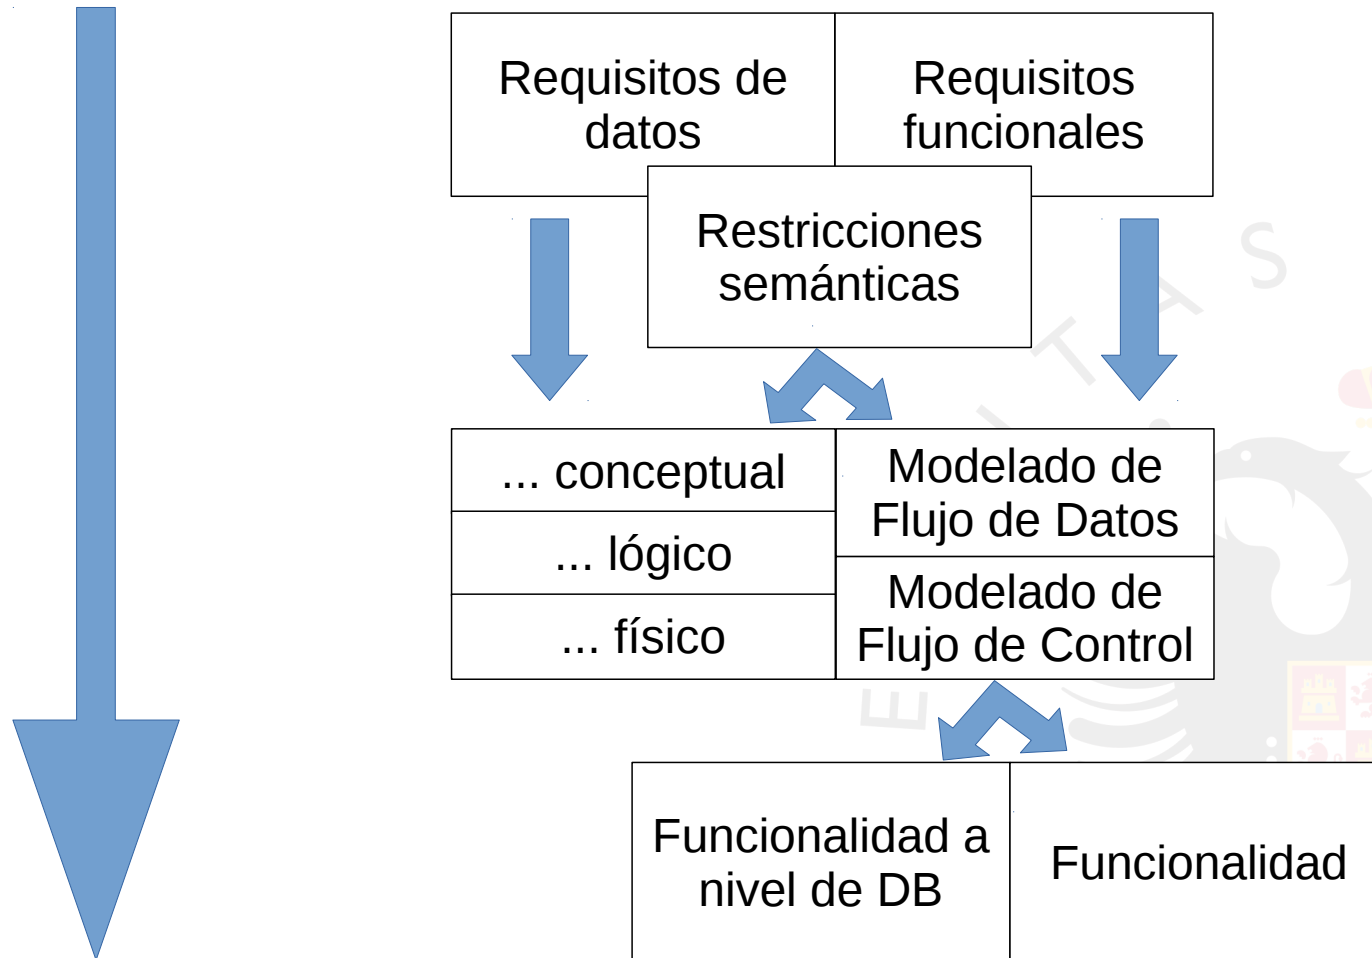 Requisitos de
datos
Requisitos
funcionales
Restricciones
semánticas
... conceptual
... lógico
... físico
Modelado de
Flujo de Datos
Modelado de
Flujo de Control
Funcionalidad a
nivel de DB
Funcionalidad